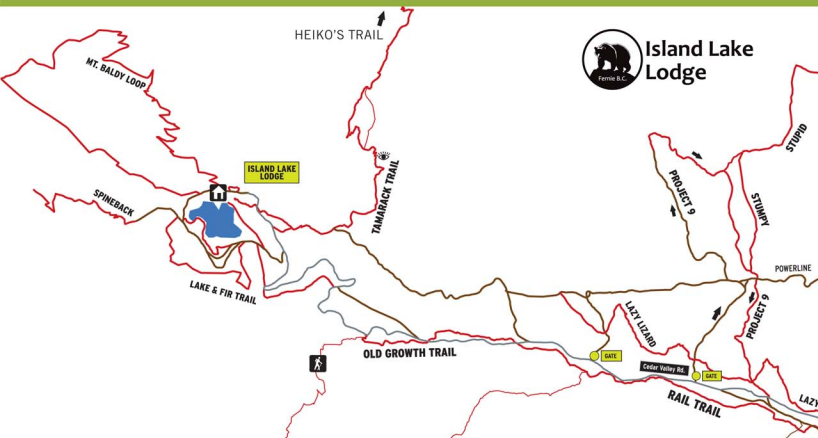 HEIKO'S TRAIL
Island Lake
Lodge
Fernie B.C.
MT. BALDY LOOP
STUPID
ISLAND LAKE
LODGE
TAMARACK TRAIL
PROJECT 9
SPINEBACK
STUMPY
POWERLINE
LAKE & FIR TRAIL
LAZY LIZARD
PROJECT 9
OLD GROWTH TRAIL
GATE
Cedar Valley Rd.
GATE
RAIL TRAIL
LAZY